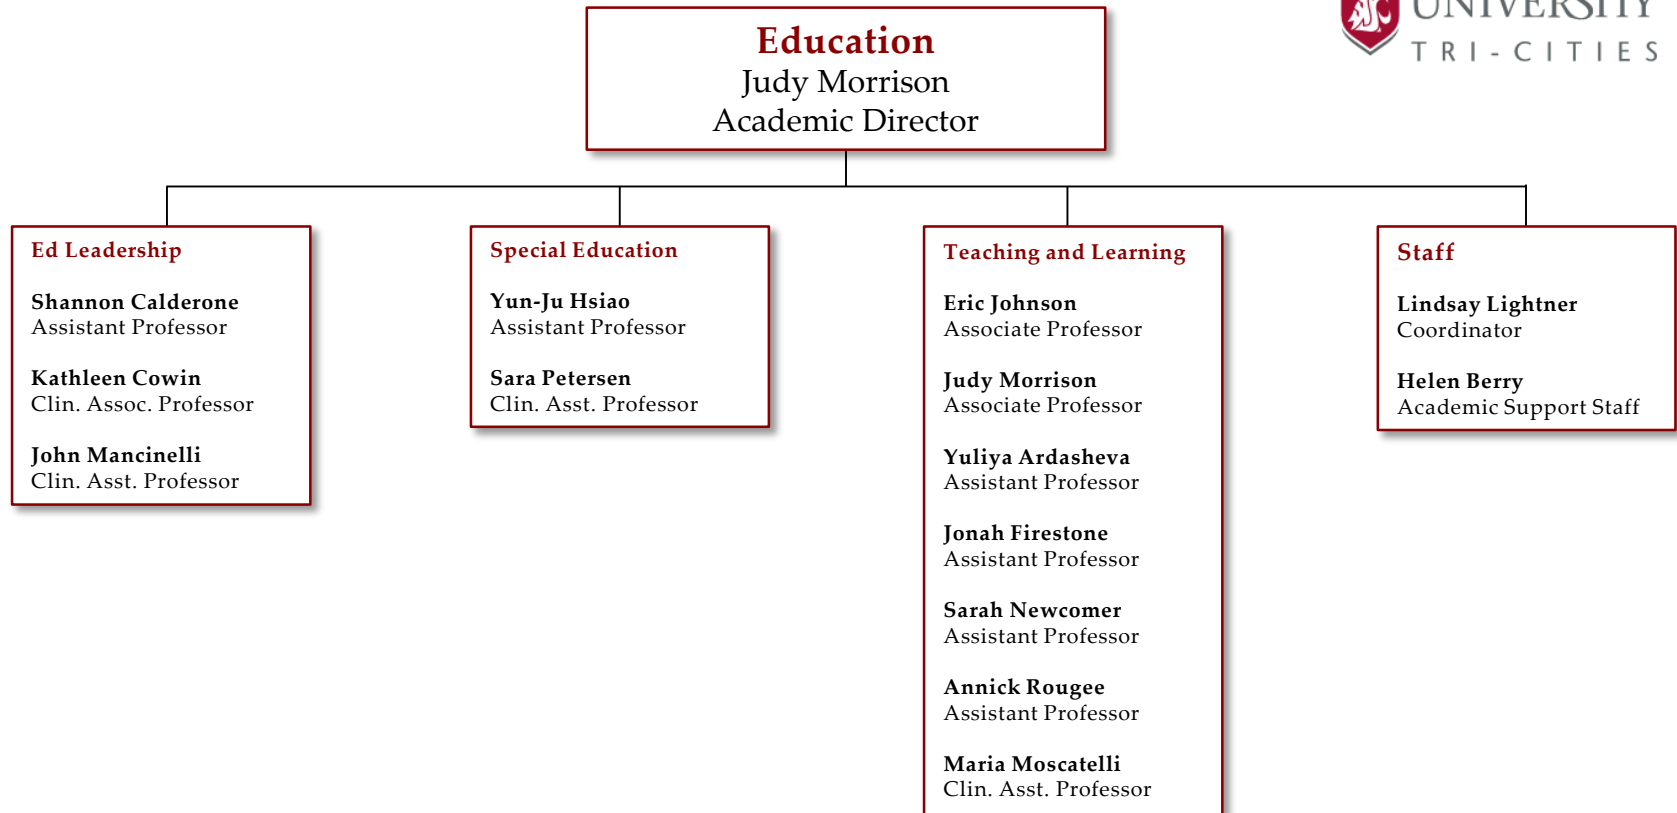 UNIVERSITY
TRI-CITIES
Education
Judy Morrison
Academic Director
Ed Leadership
Shannon Calderone
Assistant Professor
Kathleen Cowin
Clin. Assoc. Professor
John Mancinelli
Clin. Asst. Professor
Special Education
Yun-Ju Hsiao
Assistant Professor
Sara Petersen
Clin. Asst. Professor
Teaching and Learning
Eric Johnson
Associate Professor
Judy Morrison
Associate Professor
Yuliya Ardasheva
Assistant Professor
Jonah Firestone
Assistant Professor
Sarah Newcomer
Assistant Professor
Annick Rougee
Assistant Professor
Maria Moscatelli
Clin. Asst. Professor
Staff
Lindsay Lightner
Coordinator
Helen Berry
Academic Support Staff